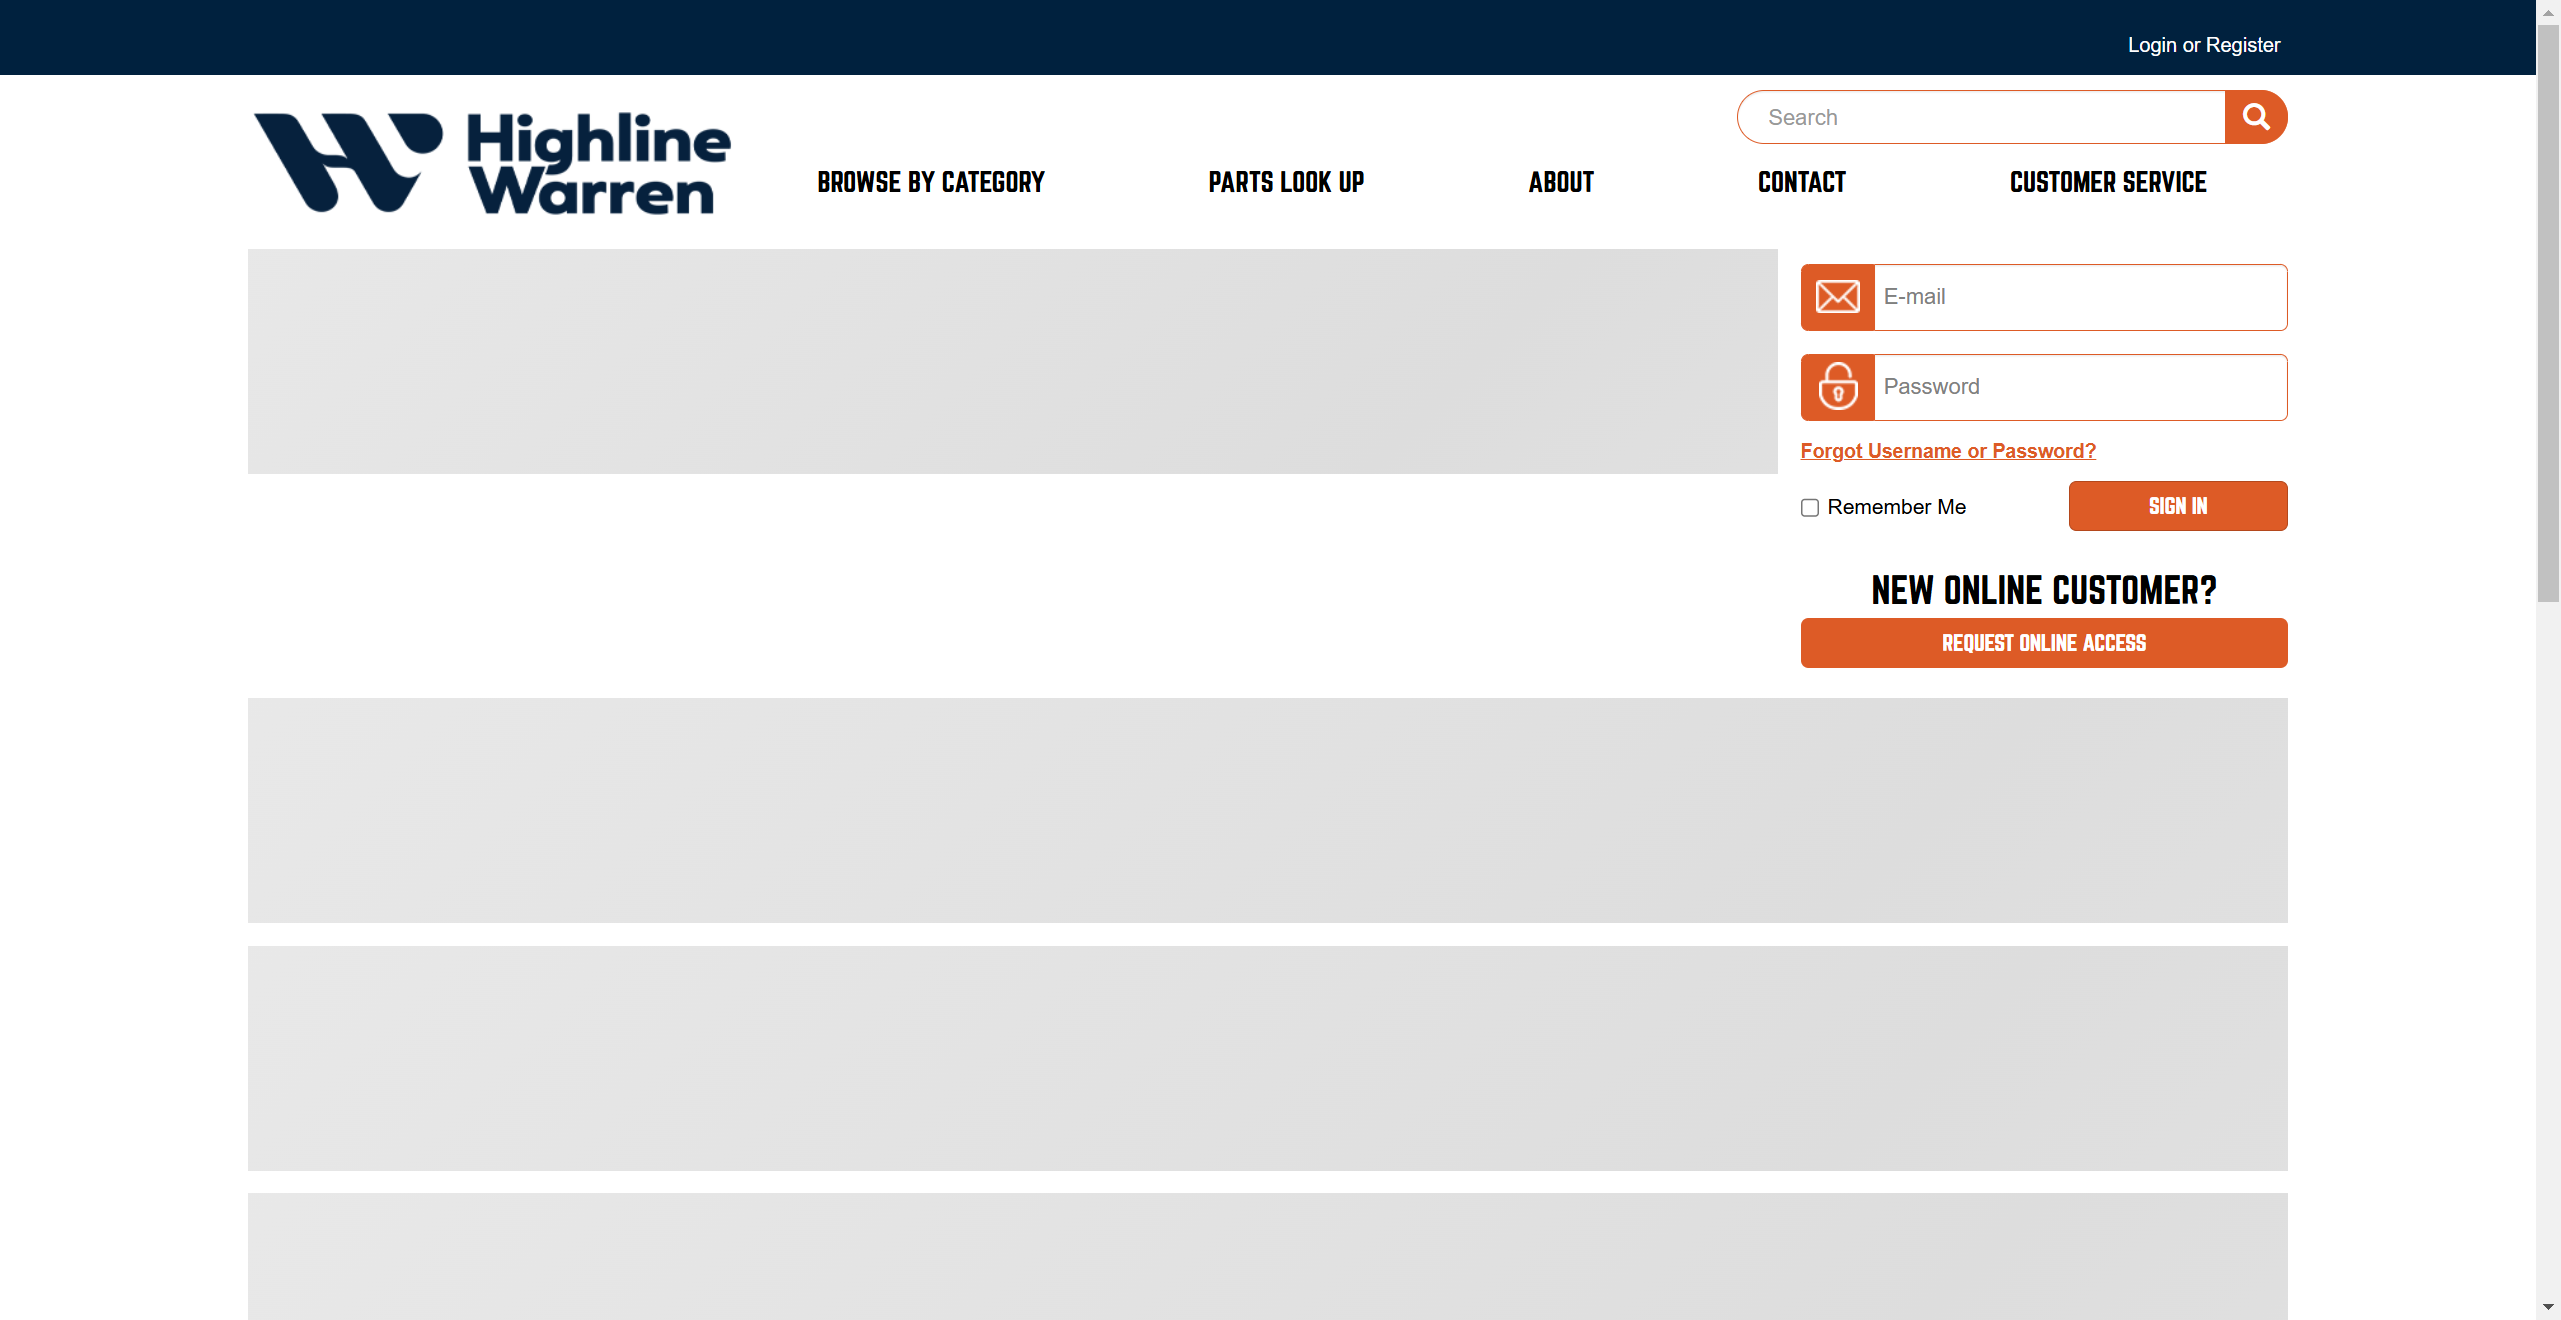 Login or Register
Search
Highline
Warren
BROWSE BY CATEGORY
PARTS LOOK UP
ABOUT
CONTACT
CUSTOMER SERVICE
E-mail
Password
Forgot Username or Password?
Remember Me
SIGN IN
NEW ONLINE CUSTOMER?
REQUEST ONLINE ACCESS